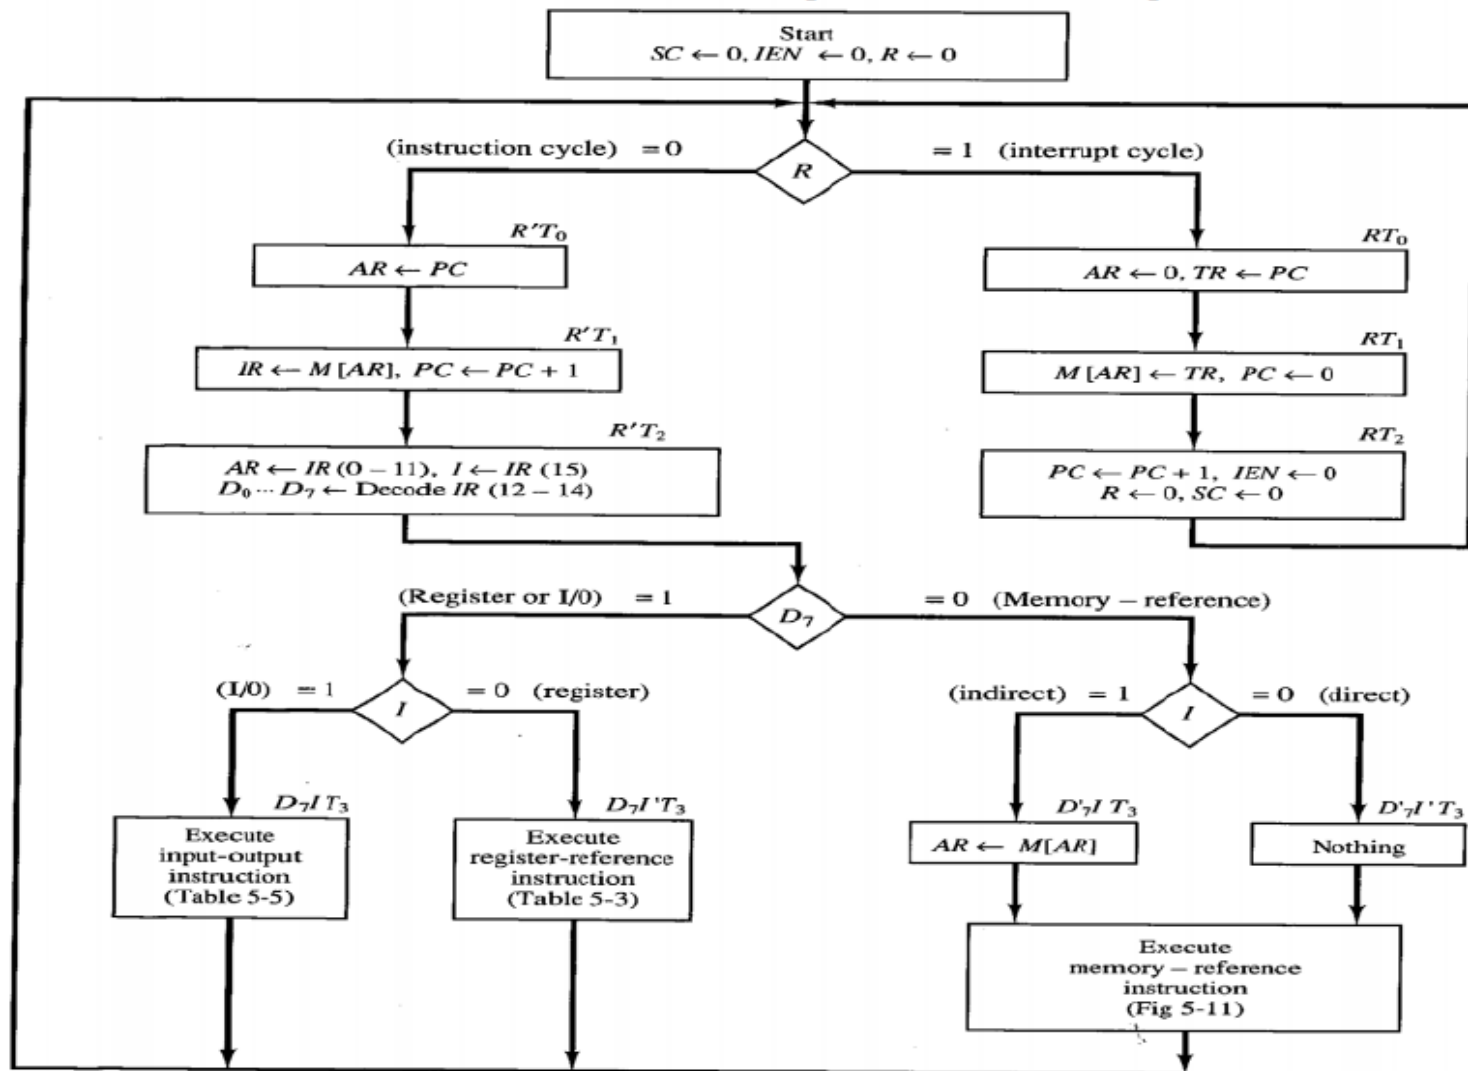 Start
SC ← 0, IEN ← 0, R ← 0
(instruction cycle) = 0
= 1 (interrupt cycle)
R
R'T₀
AR ← PC
R'T₁
IR ← M [AR], PC ← PC + 1
R'T₂
AR ← IR (0 – 11), I ← IR (15)
D₀ ··· D₇ ← Decode IR (12 – 14)
RT₀
AR ← 0, TR ← PC
RT₁
M [AR] ← TR, PC ← 0
RT₂
PC ← PC + 1, IEN ← 0
R ← 0, SC ← 0
(Register or I/0) = 1
= 0 (Memory – reference)
D₇
(I/0) = 1
= 0 (register)
I
(indirect) = 1
= 0 (direct)
I
D₇I T₃
Execute
input-output
instruction
(Table 5-5)
D₇I'T₃
Execute
register-reference
instruction
(Table 5-3)
D'₇I T₃
AR ← M[AR]
D'₇I'T₃
Nothing
Execute
memory – reference
instruction
(Fig 5-11)